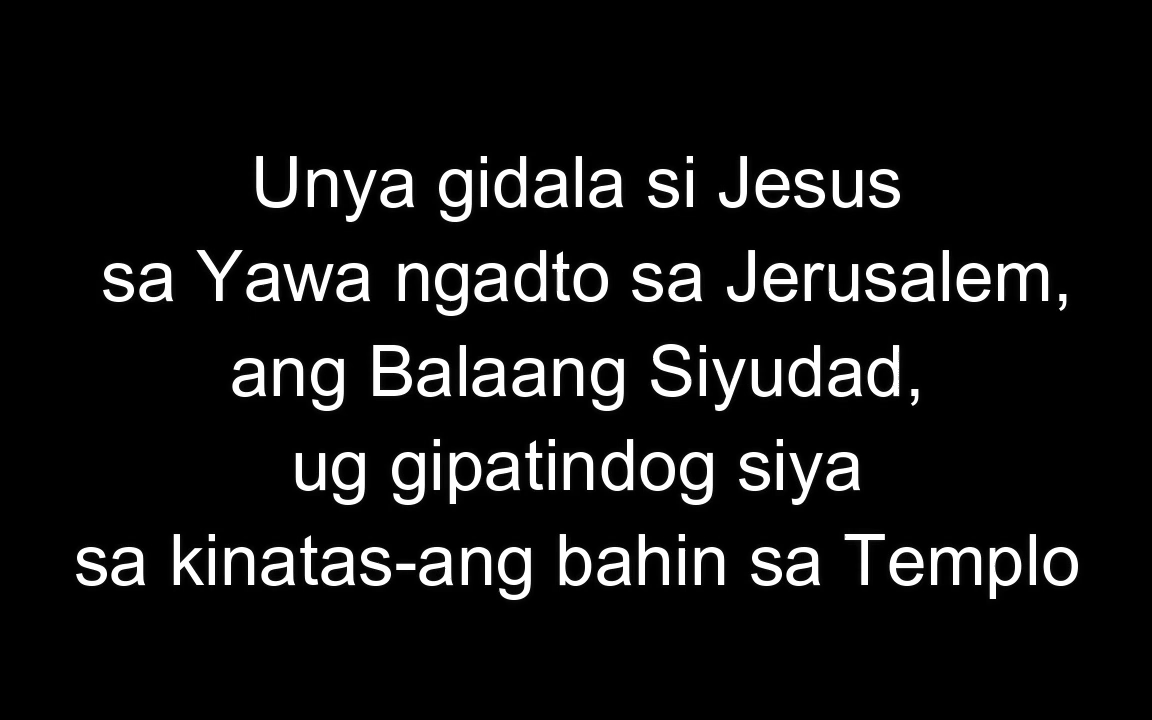 Unya gidala si Jesus
sa Yawa ngadto sa Jerusalem,
ang Balaang Siyudad,
ug gipatindog siya
sa kinatas-ang bahin sa Templo